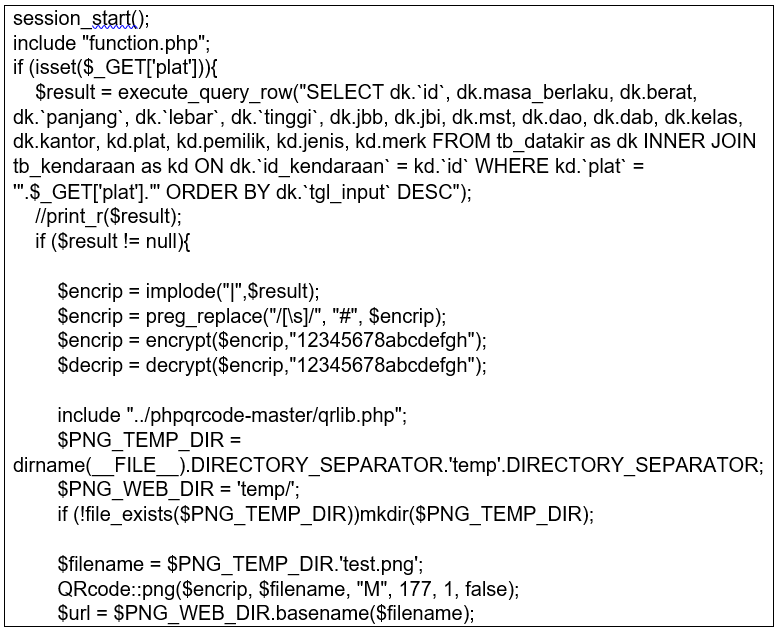 session_start();
include "function.php";
if (isset($_GET['plat'])){
    $result = execute_query_row("SELECT dk.`id`, dk.masa_berlaku, dk.berat,
dk.`panjang`, dk.`lebar`, dk.`tinggi`, dk.jbb, dk.jbi, dk.mst, dk.dao, dk.dab, dk.kelas,
dk.kantor, kd.plat, kd.pemilik, kd.jenis, kd.merk FROM tb_datakir as dk INNER JOIN
tb_kendaraan as kd ON dk.`id_kendaraan` = kd.`id` WHERE kd.`plat` =
'".$_GET['plat']."' ORDER BY dk.`tgl_input` DESC");
    //print_r($result);
    if ($result != null){

        $encrip = implode("|",$result);
        $encrip = preg_replace("/[\s]/", "#", $encrip);
        $encrip = encrypt($encrip,"12345678abcdefgh");
        $decrip = decrypt($encrip,"12345678abcdefgh");

        include "../phpqrcode-master/qrlib.php";
        $PNG_TEMP_DIR =
dirname(__FILE__).DIRECTORY_SEPARATOR.'temp'.DIRECTORY_SEPARATOR;
        $PNG_WEB_DIR = 'temp/';
        if (!file_exists($PNG_TEMP_DIR))mkdir($PNG_TEMP_DIR);

        $filename = $PNG_TEMP_DIR.'test.png';
        QRcode::png($encrip, $filename, "M", 177, 1, false);
        $url = $PNG_WEB_DIR.basename($filename);